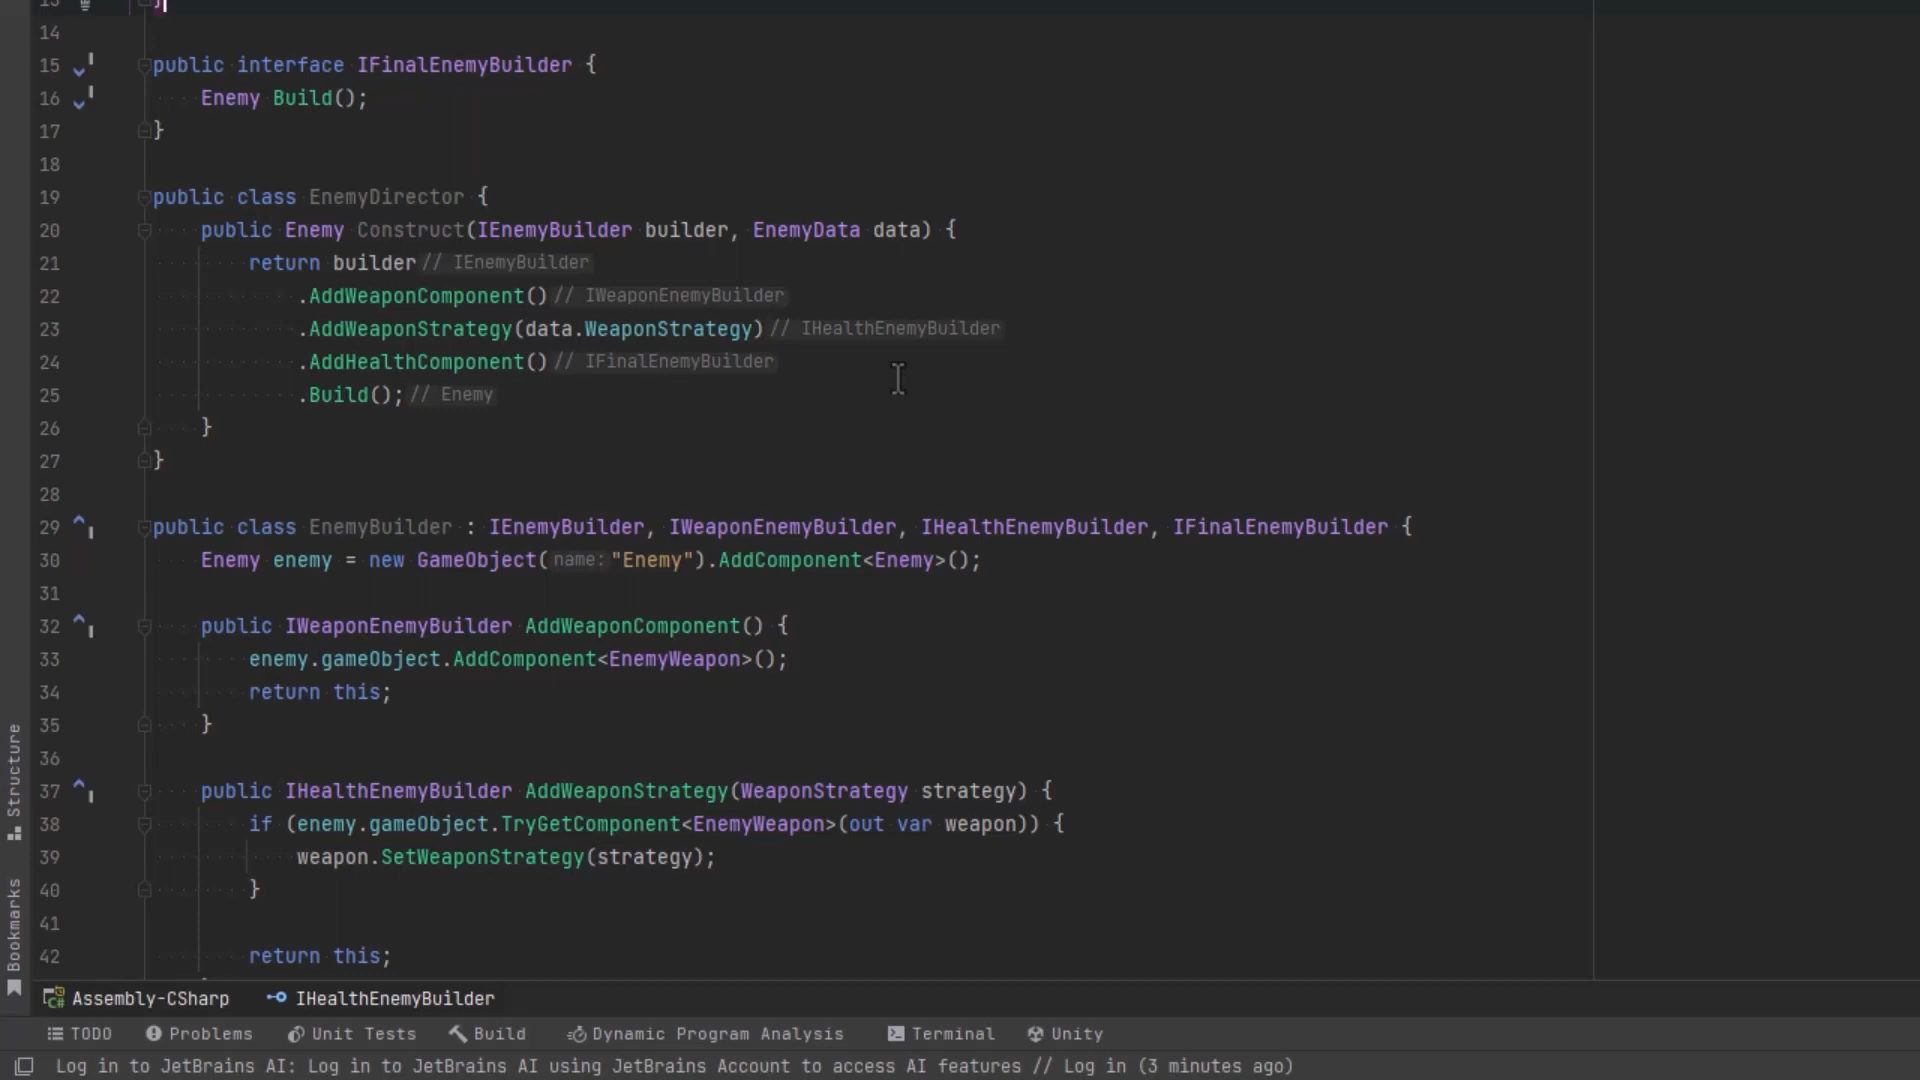 13 }
14
15 public interface IFinalEnemyBuilder {
16 Enemy Build();
17 }
18
19 public class EnemyDirector {
20 public Enemy Construct(IEnemyBuilder builder, EnemyData data) {
21 return builder // IEnemyBuilder
22 .AddWeaponComponent() // IWeaponEnemyBuilder
23 .AddWeaponStrategy(data.WeaponStrategy) // IHealthEnemyBuilder
24 .AddHealthComponent() // IFinalEnemyBuilder
25 .Build(); // Enemy
26 }
27 }
28
29 public class EnemyBuilder : IEnemyBuilder, IWeaponEnemyBuilder, IHealthEnemyBuilder, IFinalEnemyBuilder {
30 Enemy enemy = new GameObject( name: "Enemy").AddComponent<Enemy>();
31
32 public IWeaponEnemyBuilder AddWeaponComponent() {
33 enemy.gameObject.AddComponent<EnemyWeapon>();
34 return this;
35 }
36
37 public IHealthEnemyBuilder AddWeaponStrategy(WeaponStrategy strategy) {
38 if (enemy.gameObject.TryGetComponent<EnemyWeapon>(out var weapon)) {
39 weapon.SetWeaponStrategy(strategy);
40 }
41
42 return this;
Structure
Bookmarks
C# Assembly-CSharp IHealthEnemyBuilder
TODO Problems Unit Tests Build Dynamic Program Analysis Terminal Unity
Log in to JetBrains AI: Log in to JetBrains AI using JetBrains Account to access AI features // Log in (3 minutes ago)